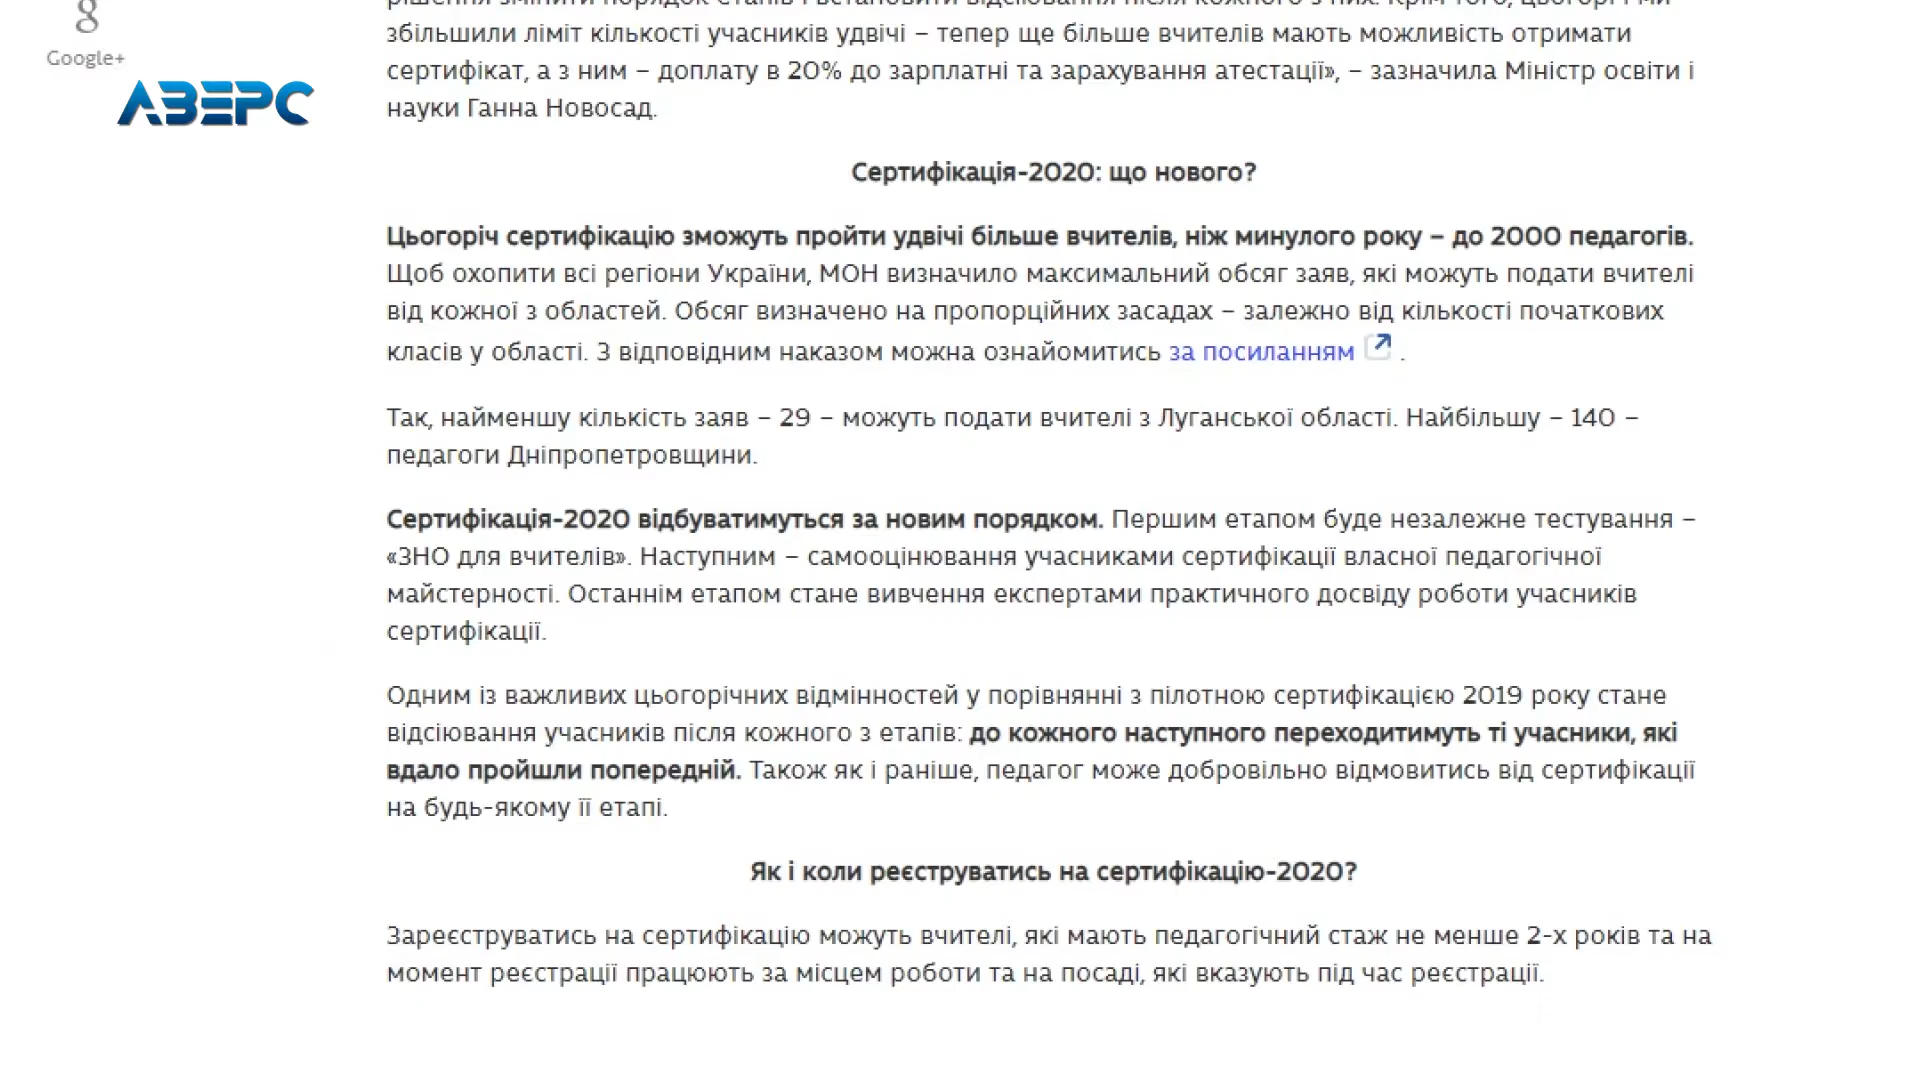 рішення змінити порядок етапів і встановити відсіювання після кожного з них. Крім того, цьогоріч ми
збільшили ліміт кількості учасників удвічі – тепер ще більше вчителів мають можливість отримати
Google+
сертифікат, а з ним – доплату в 20% до зарплатні та зарахування атестації», – зазначила Міністр освіти і
АВЕРС
науки Ганна Новосад.
Сертифікація-2020: що нового?
Цьогоріч сертифікацію зможуть пройти удвічі більше вчителів, ніж минулого року – до 2000 педагогів.
Щоб охопити всі регіони України, МОН визначило максимальний обсяг заяв, які можуть подати вчителі
від кожної з областей. Обсяг визначено на пропорційних засадах – залежно від кількості початкових
класів у області. З відповідним наказом можна ознайомитись за посиланням .
Так, найменшу кількість заяв – 29 – можуть подати вчителі з Луганської області. Найбільшу – 140 –
педагоги Дніпропетровщини.
Сертифікація-2020 відбуватимуться за новим порядком. Першим етапом буде незалежне тестування –
«ЗНО для вчителів». Наступним – самооцінювання учасниками сертифікації власної педагогічної
майстерності. Останнім етапом стане вивчення експертами практичного досвіду роботи учасників
сертифікації.
Одним із важливих цьогорічних відмінностей у порівнянні з пілотною сертифікацією 2019 року стане
відсіювання учасників після кожного з етапів: до кожного наступного переходитимуть ті учасники, які
вдало пройшли попередній. Також як і раніше, педагог може добровільно відмовитись від сертифікації
на будь-якому її етапі.
Як і коли реєструватись на сертифікацію-2020?
Зареєструватись на сертифікацію можуть вчителі, які мають педагогічний стаж не менше 2-х років та на
момент реєстрації працюють за місцем роботи та на посаді, які вказують під час реєстрації.